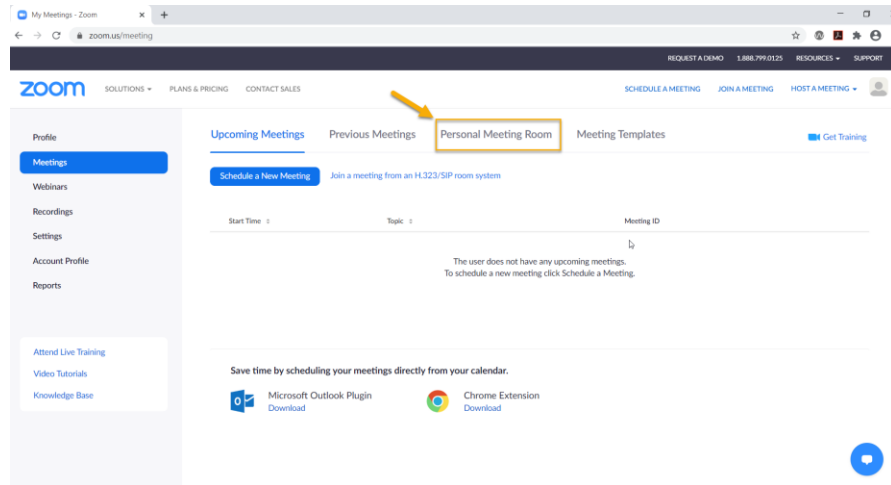 My Meetings - Zoom
zoom.us/meeting
REQUEST A DEMO 1.888.799.0125 RESOURCES SUPPORT
zoom SOLUTIONS PLANS & PRICING CONTACT SALES SCHEDULE A MEETING JOIN A MEETING HOST A MEETING
Profile
Meetings
Webinars
Recordings
Settings
Account Profile
Reports
Attend Live Training
Video Tutorials
Knowledge Base
Upcoming Meetings Previous Meetings Personal Meeting Room Meeting Templates Get Training
Schedule a New Meeting Join a meeting from an H.323/SIP room system
Start Time Topic Meeting ID
The user does not have any upcoming meetings.
To schedule a new meeting click Schedule a Meeting.
Save time by scheduling your meetings directly from your calendar.
Microsoft Outlook Plugin
Download
Chrome Extension
Download